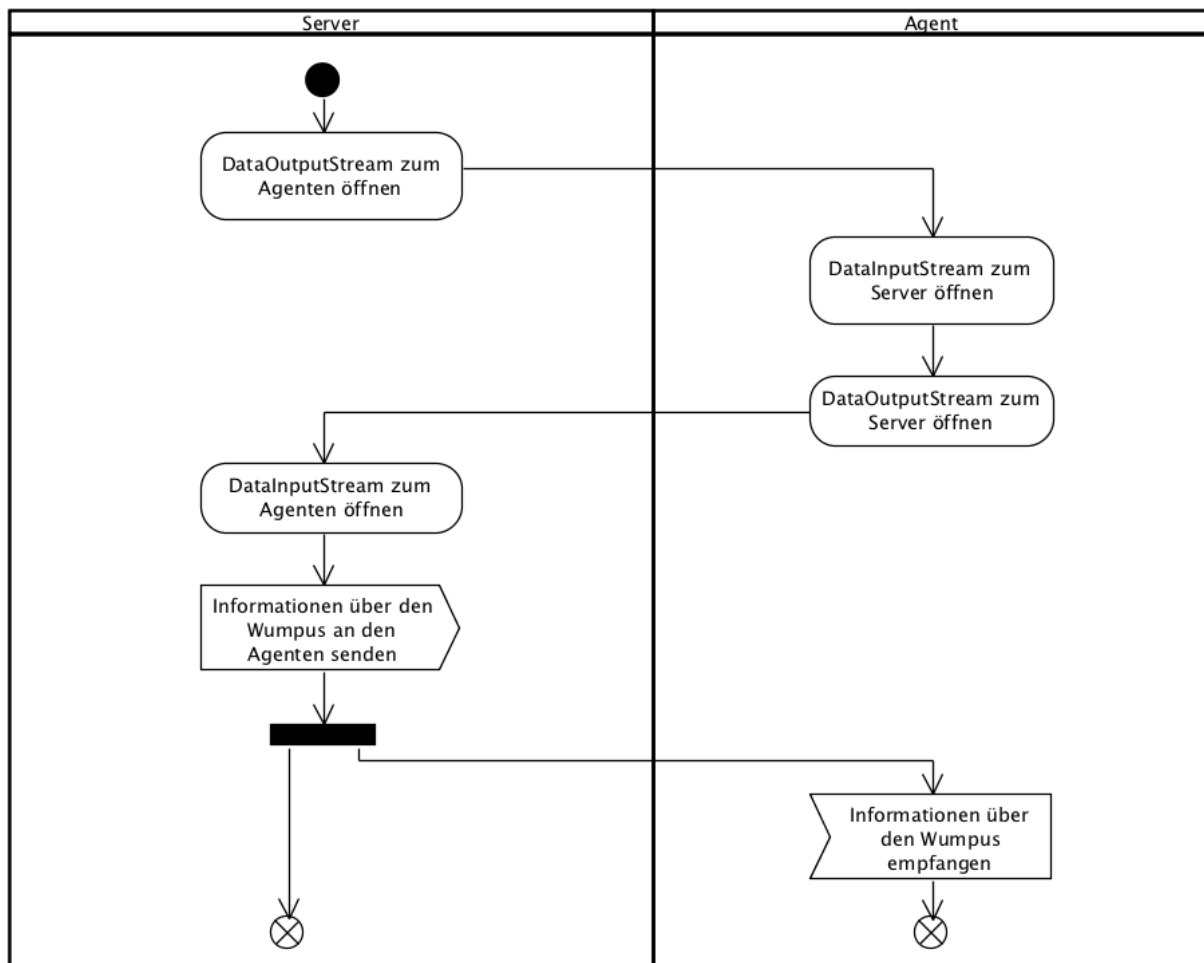 Server
Agent
DataOutputStream zum
Agenten öffnen
DataInputStream zum
Server öffnen
DataOutputStream zum
Server öffnen
DataInputStream zum
Agenten öffnen
Informationen über den
Wumpus an den
Agenten senden
Informationen über
den Wumpus
empfangen